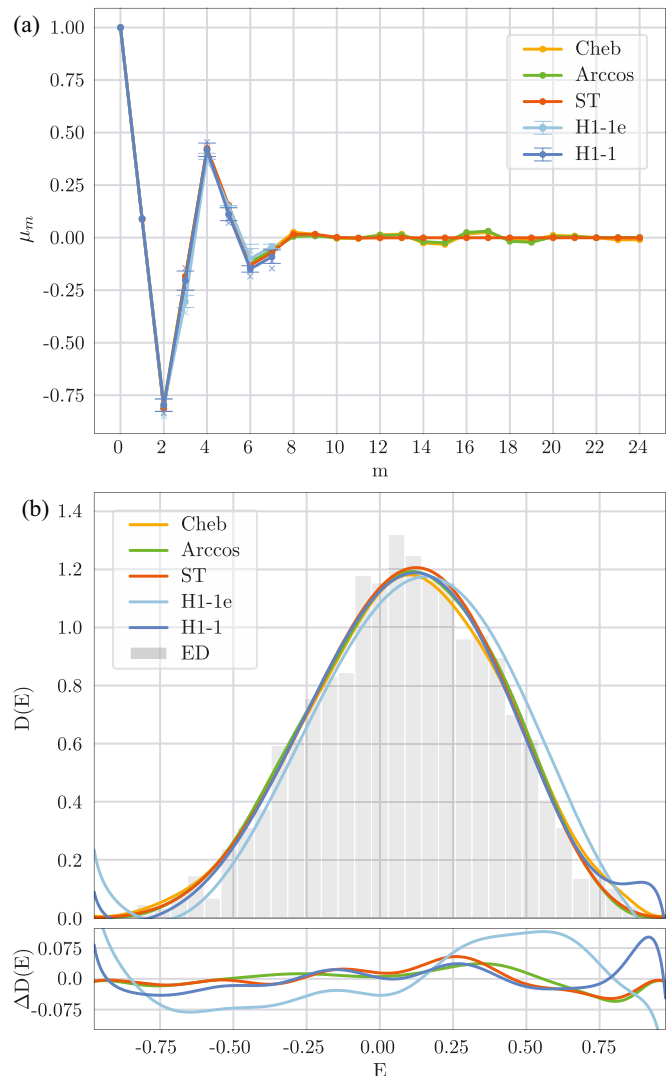 (a)
1.00
0.75
0.50
0.25
0.00
-0.25
-0.50
-0.75
μm
Cheb
Arccos
ST
H1-1e
H1-1
0 2 4 6 8 10 12 14 16 18 20 22 24
m
(b)
1.4
1.2
1.0
0.8
0.6
0.4
0.2
0.0
D(E)
Cheb
Arccos
ST
H1-1e
H1-1
ED
0.075
0.0
-0.075
ΔD(E)
-0.75 -0.50 -0.25 0.00 0.25 0.50 0.75
E